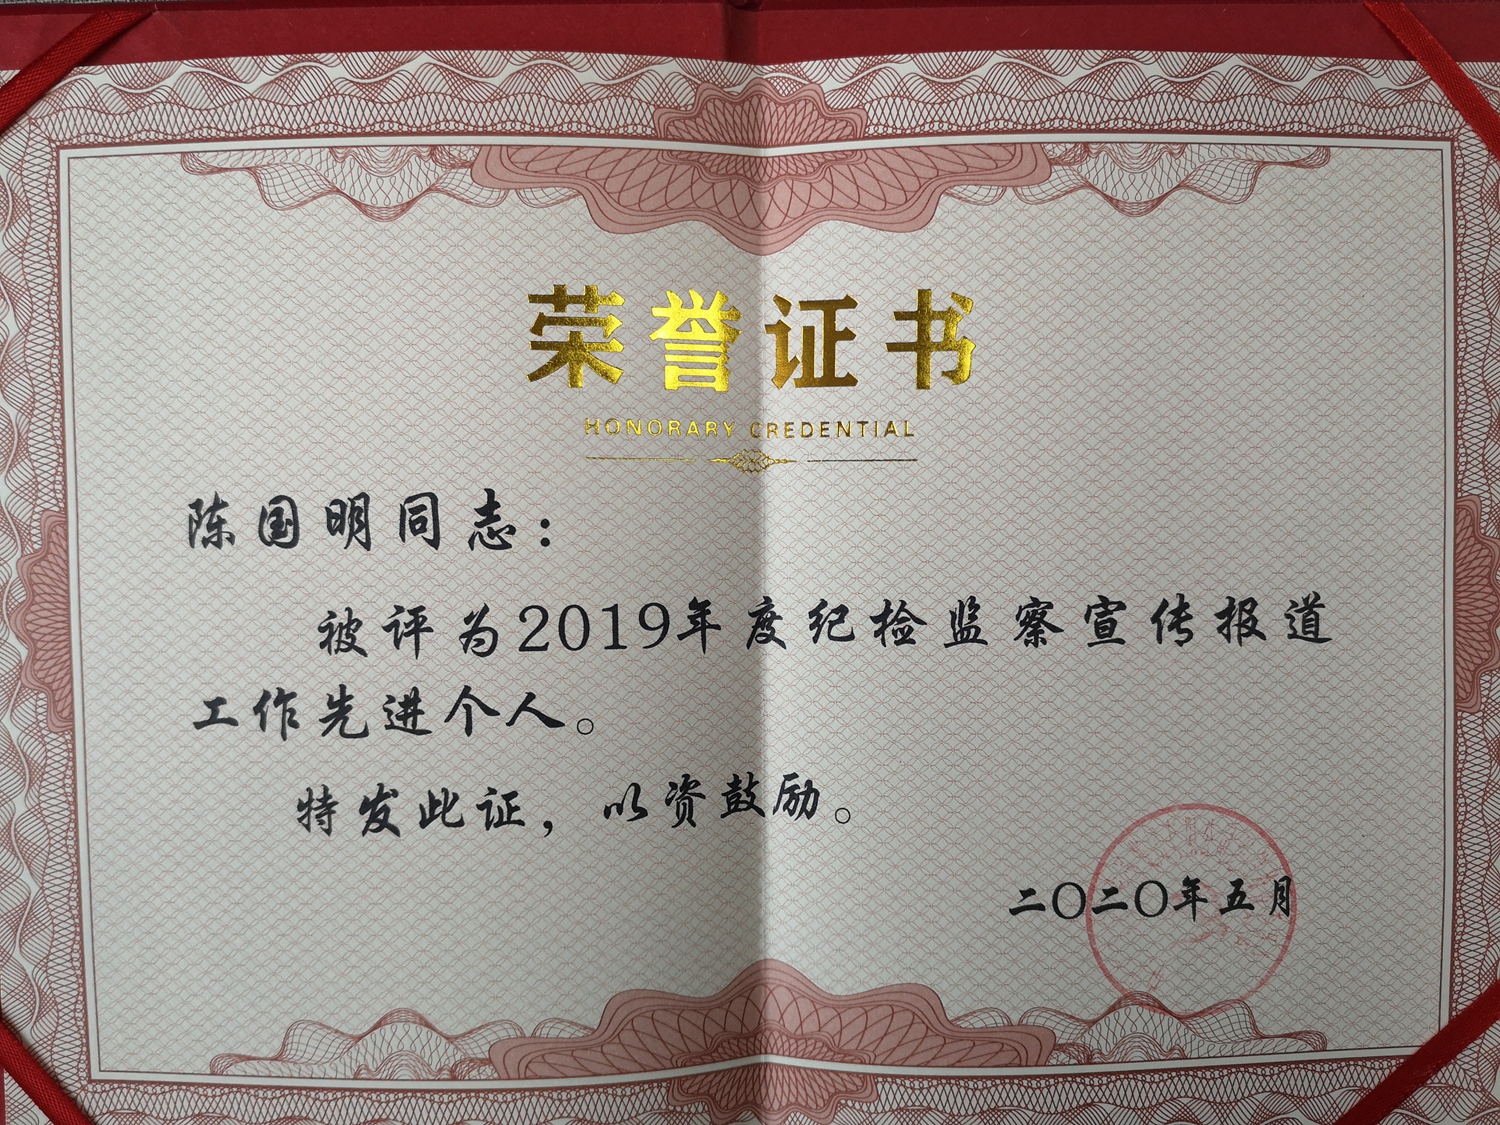 荣誉证书
HONORARY CREDENTIAL
陈国明同志：
被评为2019年度纪检监察宣传报道
工作先进个人。
特发此证，以资鼓励。
二〇二〇年五月